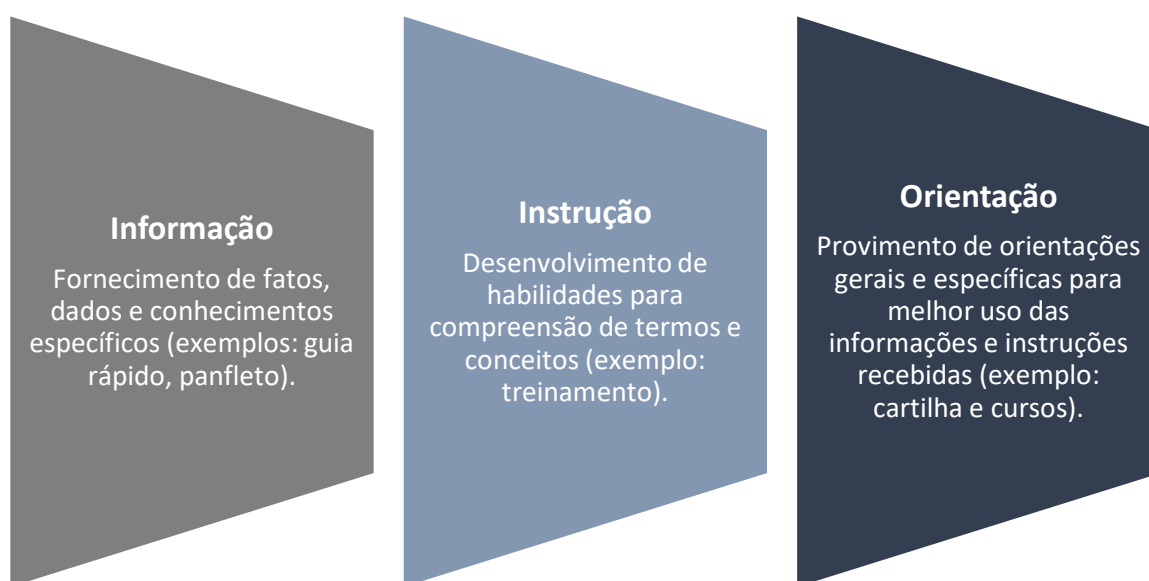 Informação
Fornecimento de fatos,
dados e conhecimentos
específicos (exemplos: guia
rápido, panfleto).
Instrução
Desenvolvimento de
habilidades para
compreensão de termos e
conceitos (exemplo:
treinamento).
Orientação
Provimento de orientações
gerais e específicas para
melhor uso das
informações e instruções
recebidas (exemplo:
cartilha e cursos).